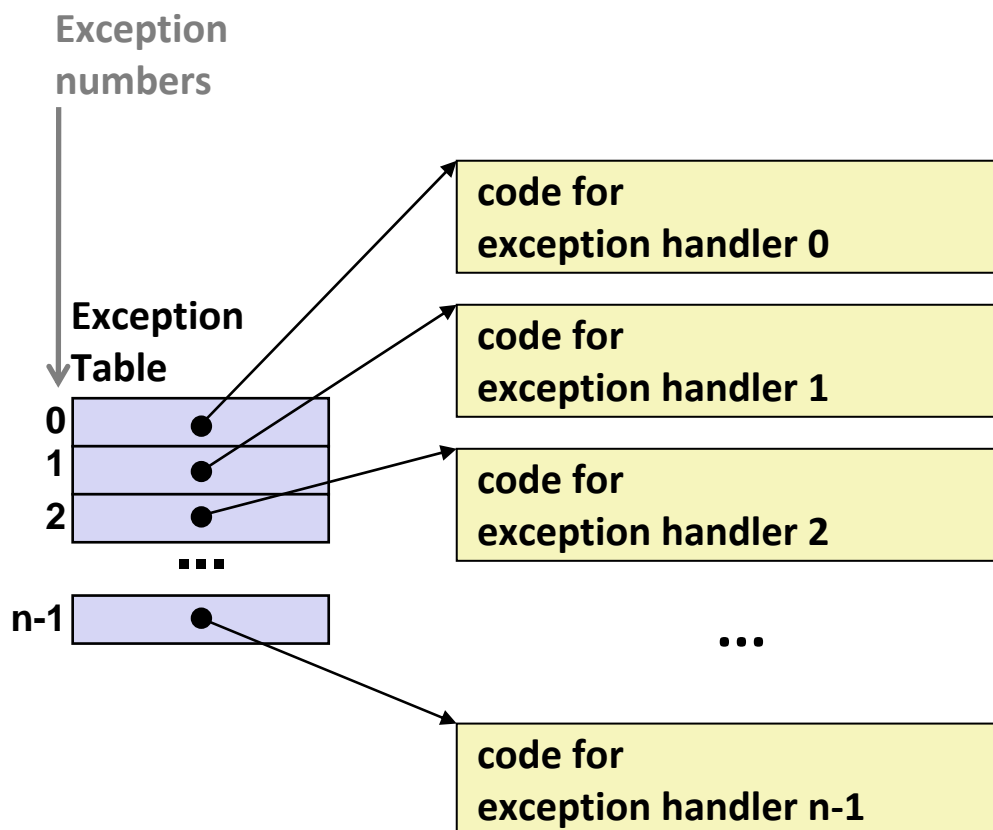 Exception
numbers
code for
exception handler 0
Exception
Table
code for
exception handler 1
0
1
2
...
n-1
code for
exception handler 2
...
code for
exception handler n-1